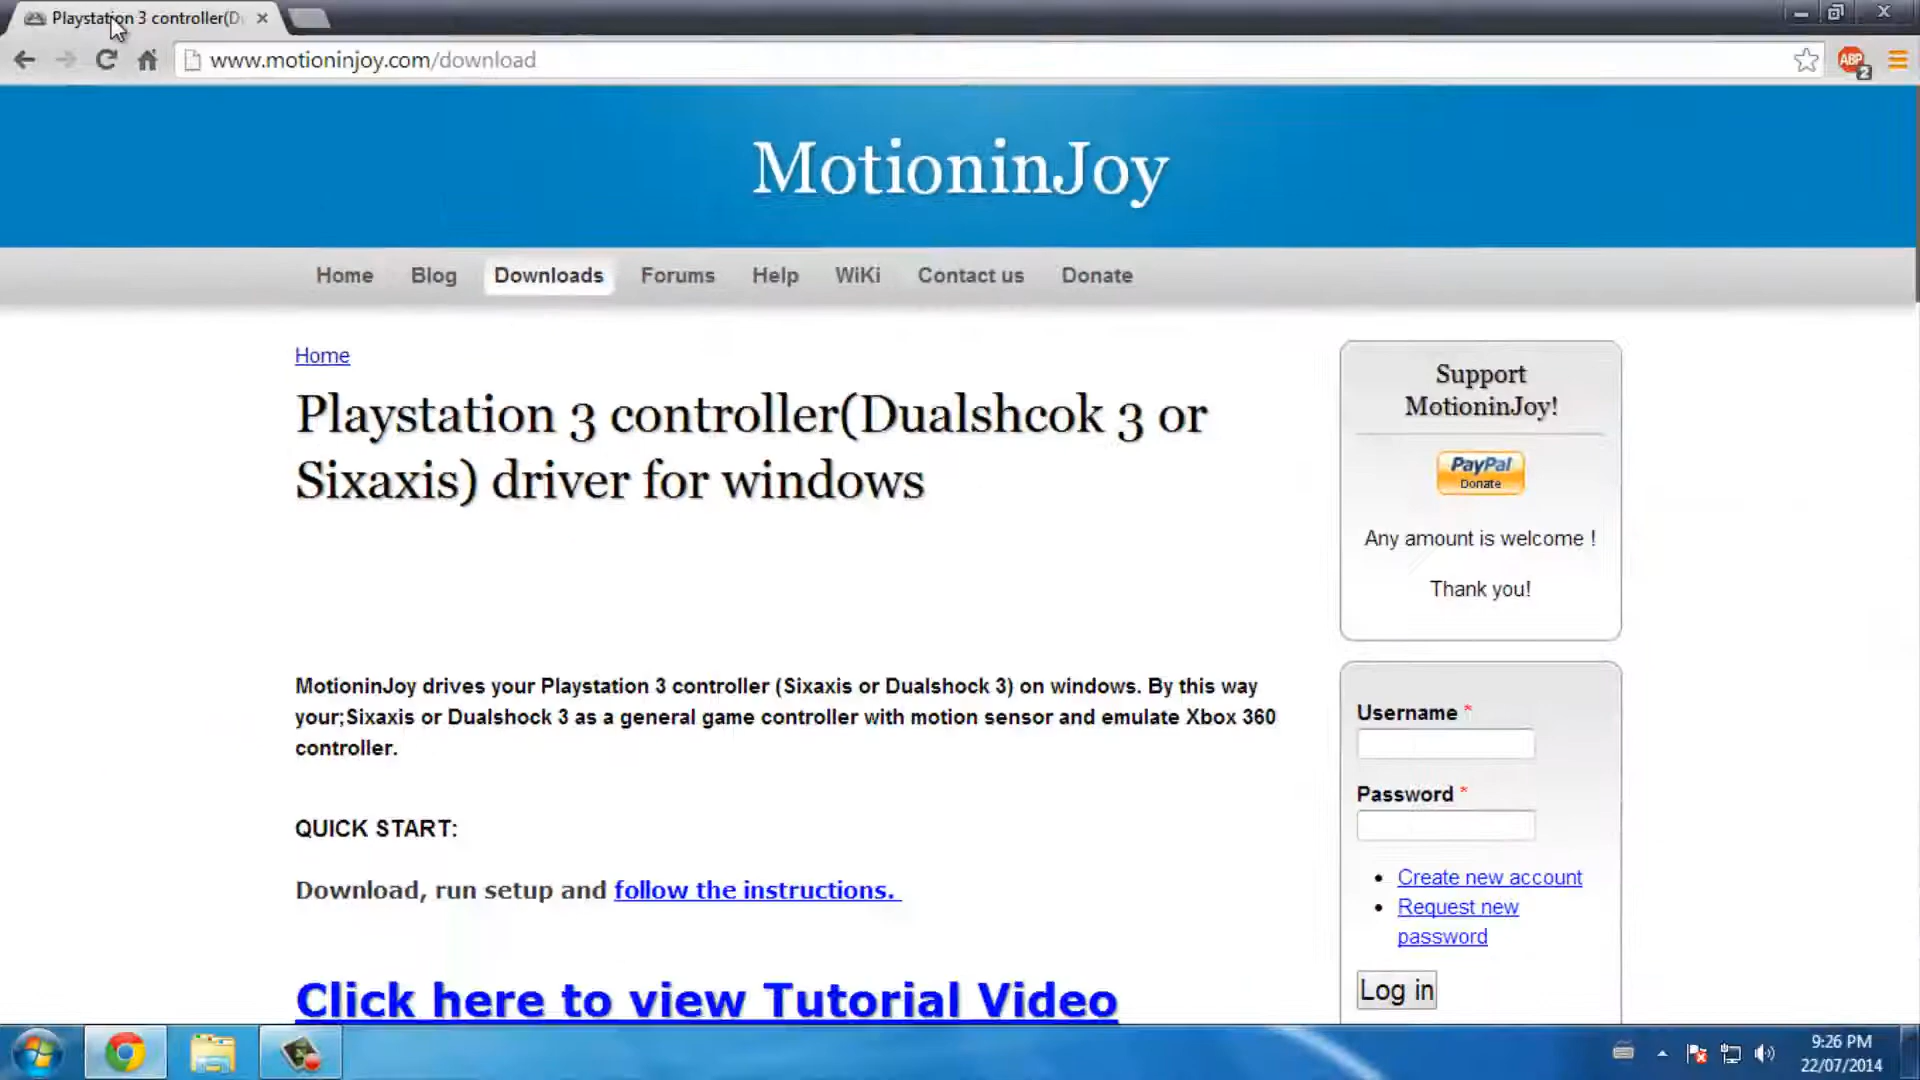 Playstation 3 controller(D
www.motioninjoy.com/download
ABP
2
MotioninJoy
Home Blog Downloads Forums Help WiKi Contact us Donate
Home
Playstation 3 controller(Dualshcok 3 or
Sixaxis) driver for windows
MotioninJoy drives your Playstation 3 controller (Sixaxis or Dualshock 3) on windows. By this way
your;Sixaxis or Dualshock 3 as a general game controller with motion sensor and emulate Xbox 360
controller.
QUICK START:
Download, run setup and follow the instructions.
Click here to view Tutorial Video
Support
MotioninJoy!
PayPal
Donate
Any amount is welcome !
Thank you!
Username *
Password *
Create new account
Request new
password
Log in
9:26 PM
22/07/2014